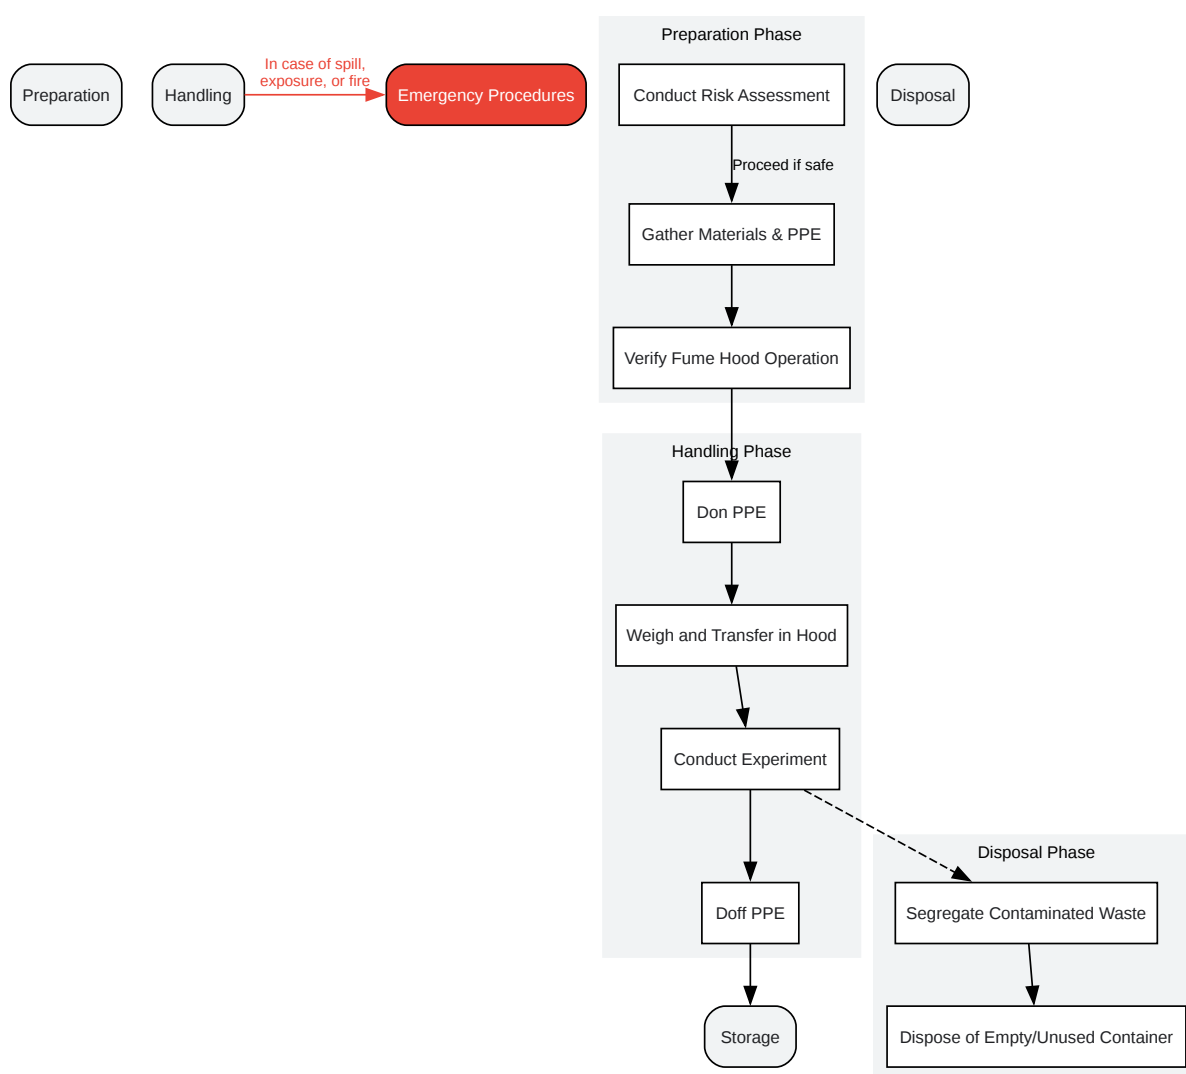 Preparation Phase
Preparation
Handling
In case of spill,
exposure, or fire
Emergency Procedures
Conduct Risk Assessment
Disposal
Proceed if safe
Gather Materials & PPE
Verify Fume Hood Operation
Handling Phase
Don PPE
Weigh and Transfer in Hood
Conduct Experiment
Disposal Phase
Doff PPE
Segregate Contaminated Waste
Storage
Dispose of Empty/Unused Container